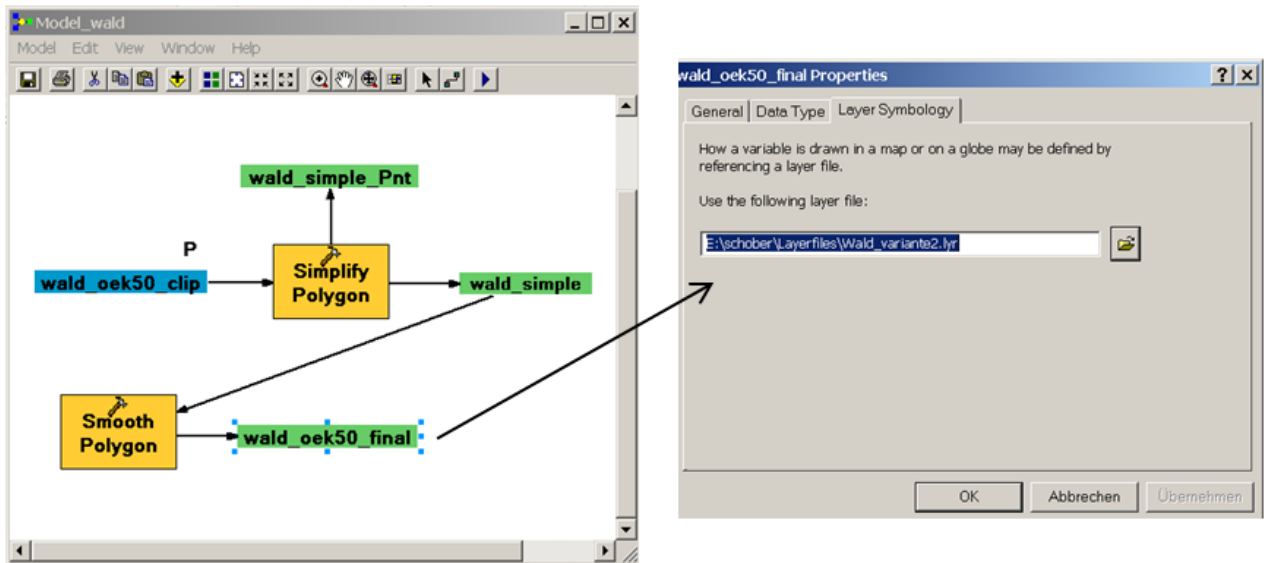 Model_wald
Model Edit View Window Help
wald_simple_Pnt
P
wald_oek50_clip
Simplify
Polygon
wald_simple
Smooth
Polygon
wald_oek50_final
wald_oek50_final Properties
General Data Type Layer Symbology
How a variable is drawn in a map or on a globe may be defined by
referencing a layer file.
Use the following layer file:
E:\schober\Layerfiles\Wald_variante2.lyr
OK Abbrechen Übernehmen